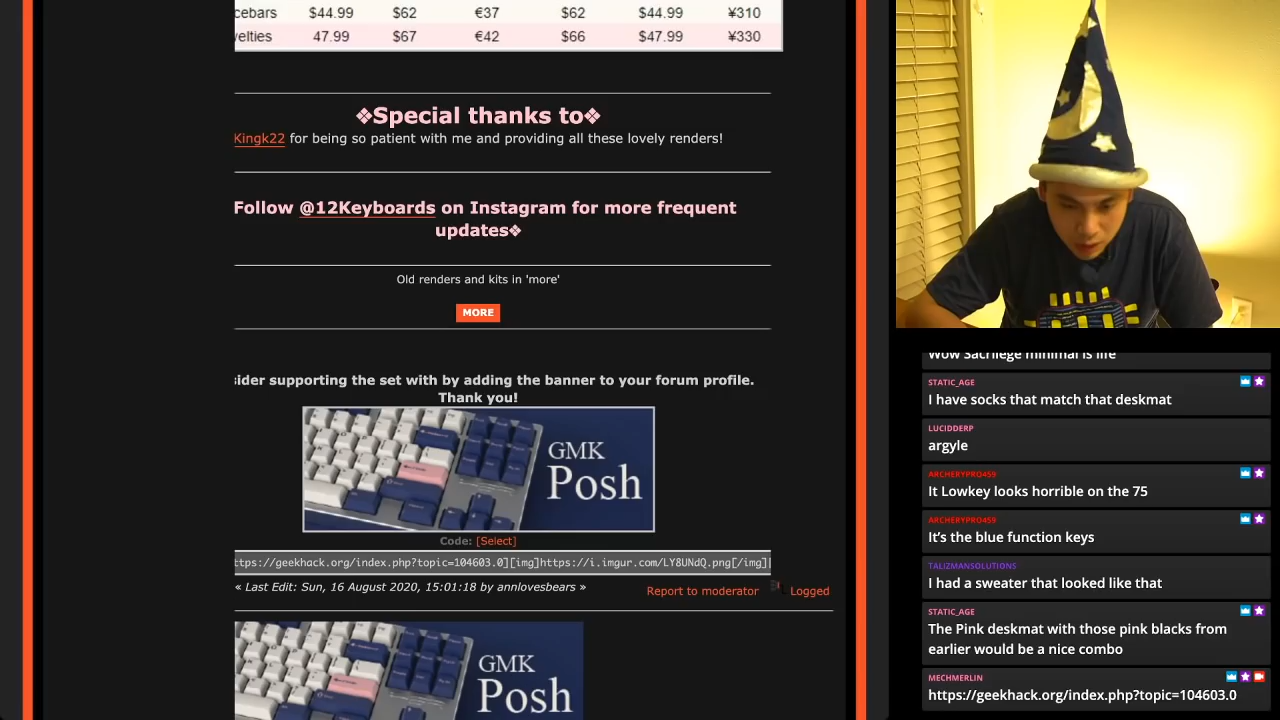 cebars $44.99 $62 €37 $62 $44.99 ¥310
velties 47.99 $67 €42 $66 $47.99 ¥330
❖Special thanks to❖
Kingk22 for being so patient with me and providing all these lovely renders!
Follow @12Keyboards on Instagram for more frequent
updates❖
Old renders and kits in 'more'
MORE
sider supporting the set with by adding the banner to your forum profile.
Thank you!
GMK
Posh
Code: [Select]
ttps://geekhack.org/index.php?topic=104603.0][img]https://i.imgur.com/LY8UNdQ.png[/img][
« Last Edit: Sun, 16 August 2020, 15:01:18 by annlovesbears »
Report to moderator Logged
GMK
Posh
Wow Sacrilege minimal is life
STATIC_AGE
I have socks that match that deskmat
LUCIDDERP
argyle
ARCHERYPRO459
It Lowkey looks horrible on the 75
ARCHERYPRO459
It's the blue function keys
TALIZMANSOLUTIONS
I had a sweater that looked like that
STATIC_AGE
The Pink deskmat with those pink blacks from
earlier would be a nice combo
MECHMERLIN
https://geekhack.org/index.php?topic=104603.0